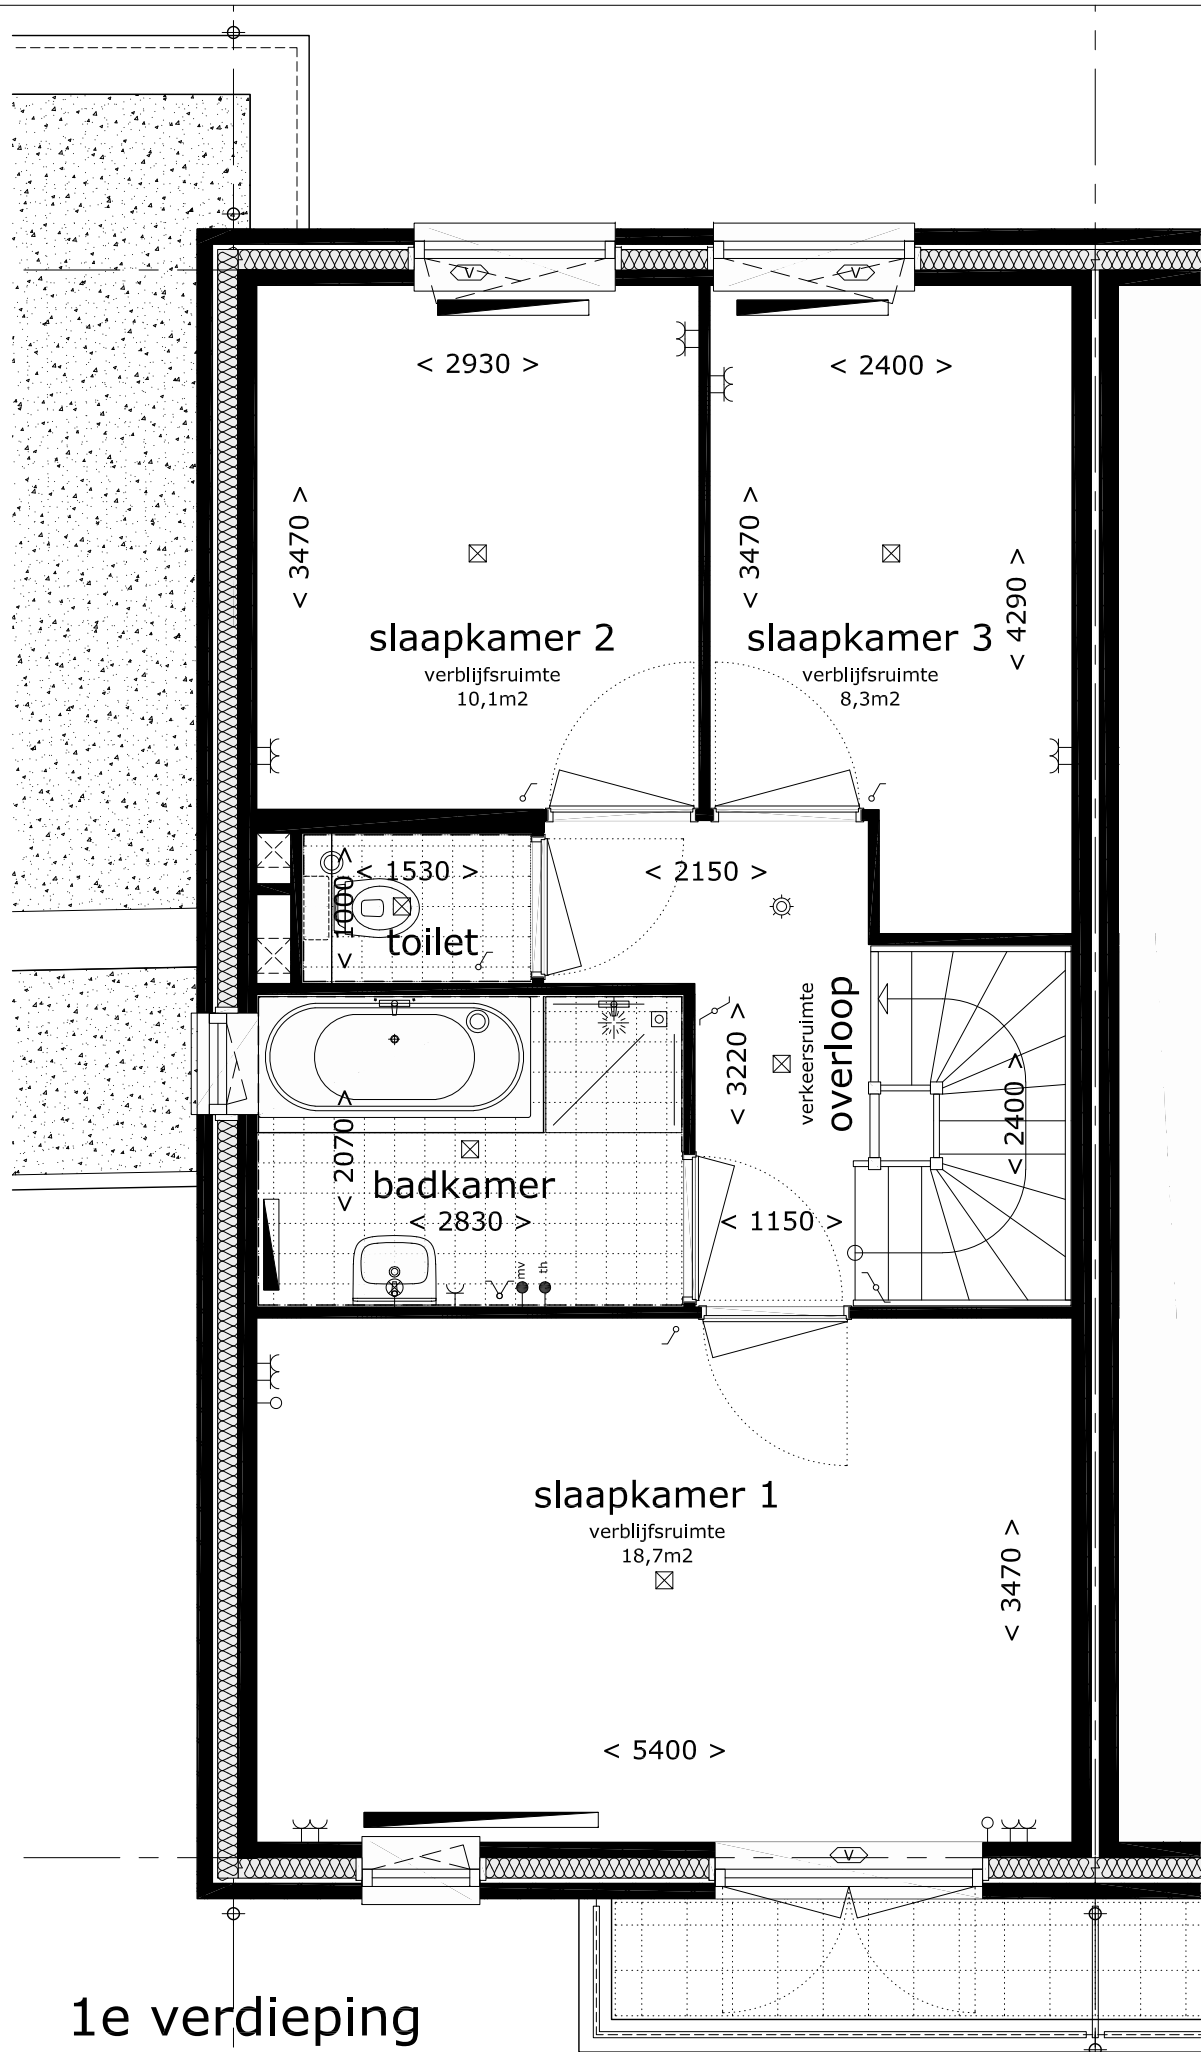 V
V
< 2930 >
< 2400 >
< 3470 >
< 3470 >
< 4290 >
slaapkamer 2
verblijfsruimte
10,1m2
slaapkamer 3
verblijfsruimte
8,3m2
< 1530 >
< 1000 >
toilet
< 2150 >
< 3220 >
verkeersruimte
overloop
< 2400 >
< 2070 >
badkamer
< 2830 >
< 1150 >
mv
th
slaapkamer 1
verblijfsruimte
18,7m2
< 3470 >
< 5400 >
V
1e verdieping